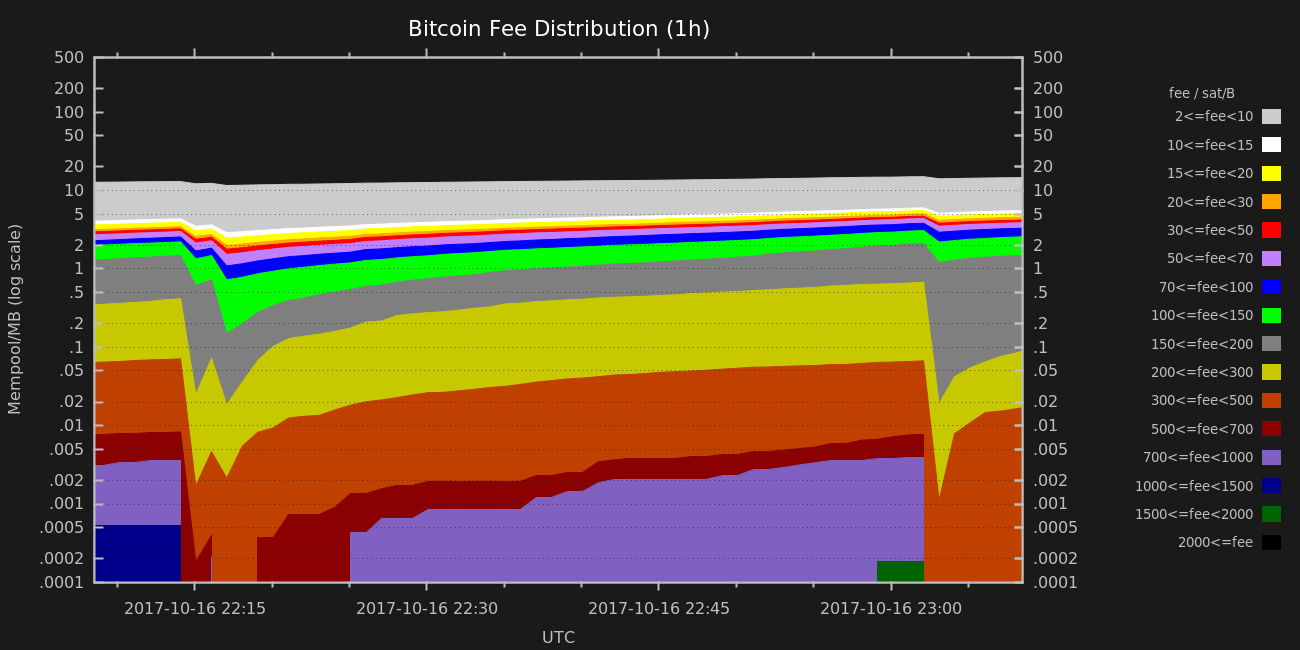 Bitcoin Fee Distribution (1h)
500
200
100
50
20
10
5
2
1
.5
.2
.1
.05
.02
.01
.005
.002
.001
.0005
.0002
.0001
Mempool/MB (log scale)
500
200
100
50
20
10
5
2
1
.5
.2
.1
.05
.02
.01
.005
.002
.001
.0005
.0002
.0001
2017-10-16 22:15
2017-10-16 22:30
2017-10-16 22:45
2017-10-16 23:00
UTC
fee / sat/B
2<=fee<10
10<=fee<15
15<=fee<20
20<=fee<30
30<=fee<50
50<=fee<70
70<=fee<100
100<=fee<150
150<=fee<200
200<=fee<300
300<=fee<500
500<=fee<700
700<=fee<1000
1000<=fee<1500
1500<=fee<2000
2000<=fee